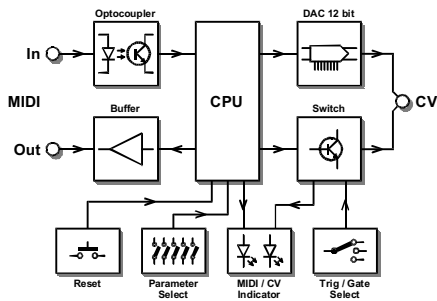 Optocoupler
DAC 12 bit
In
CPU
MIDI
CV
Buffer
Switch
Out
Reset
Parameter
Select
MIDI / CV
Indicator
Trig / Gate
Select